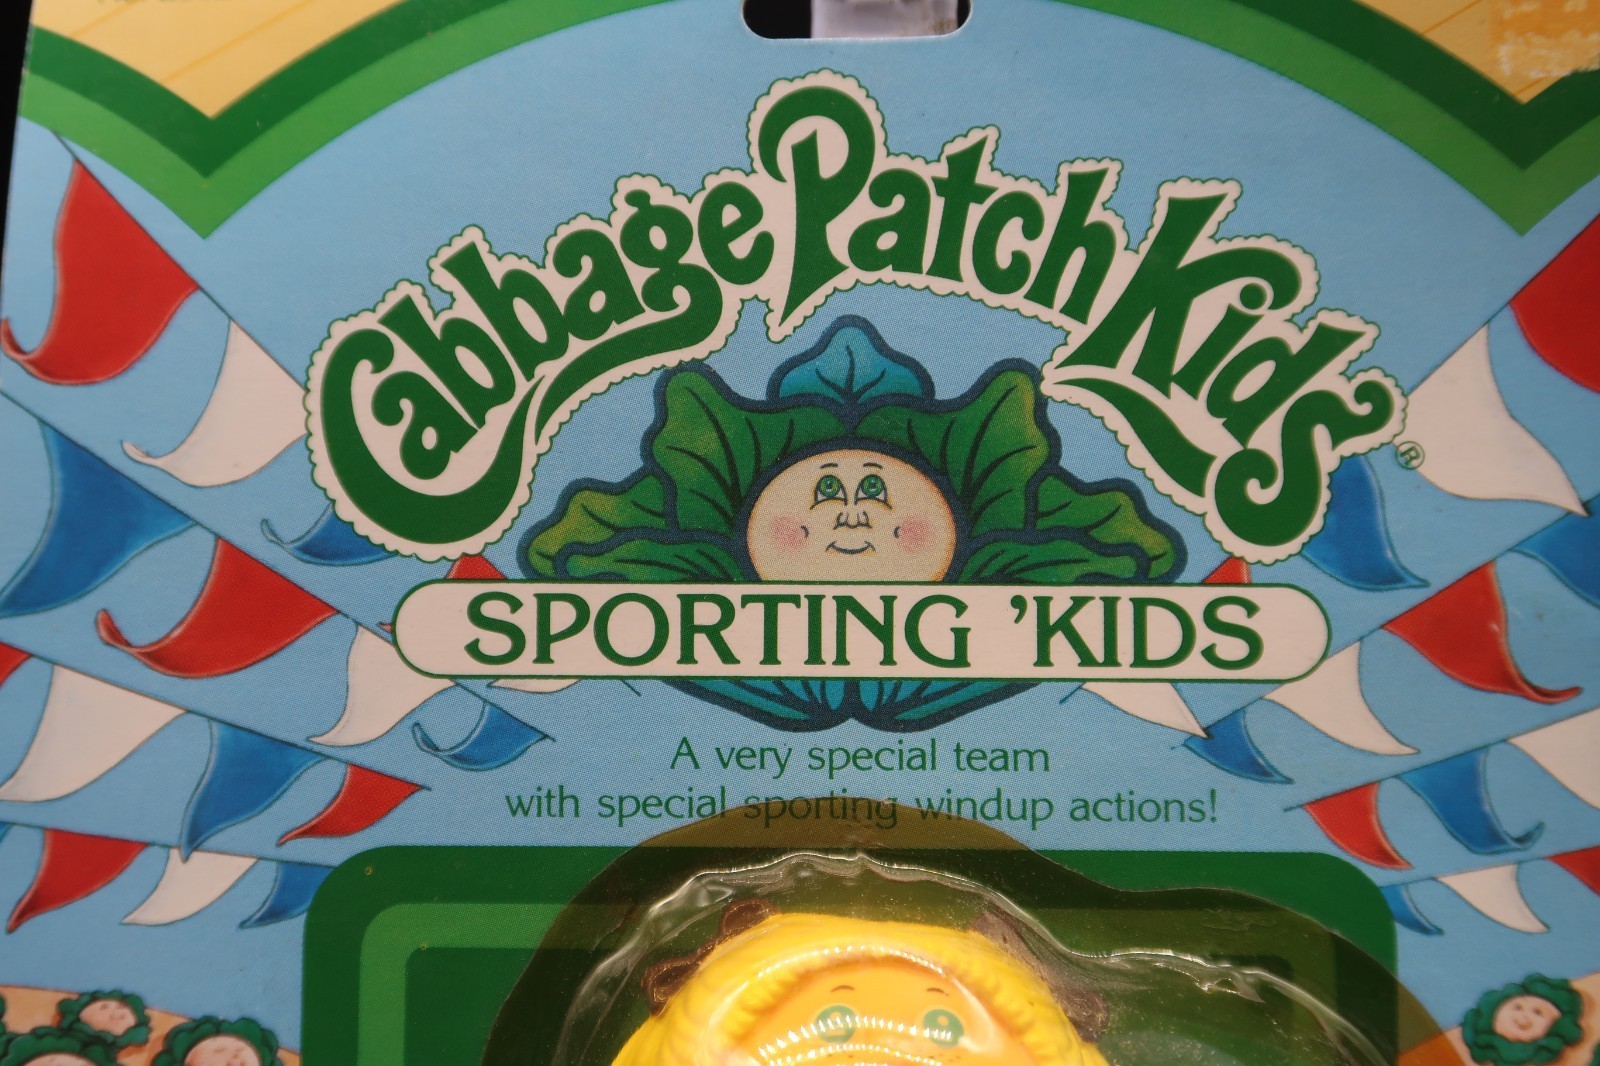 Cabbage Patch Kids®
SPORTING 'KIDS
A very special team
with special sporting windup actions!